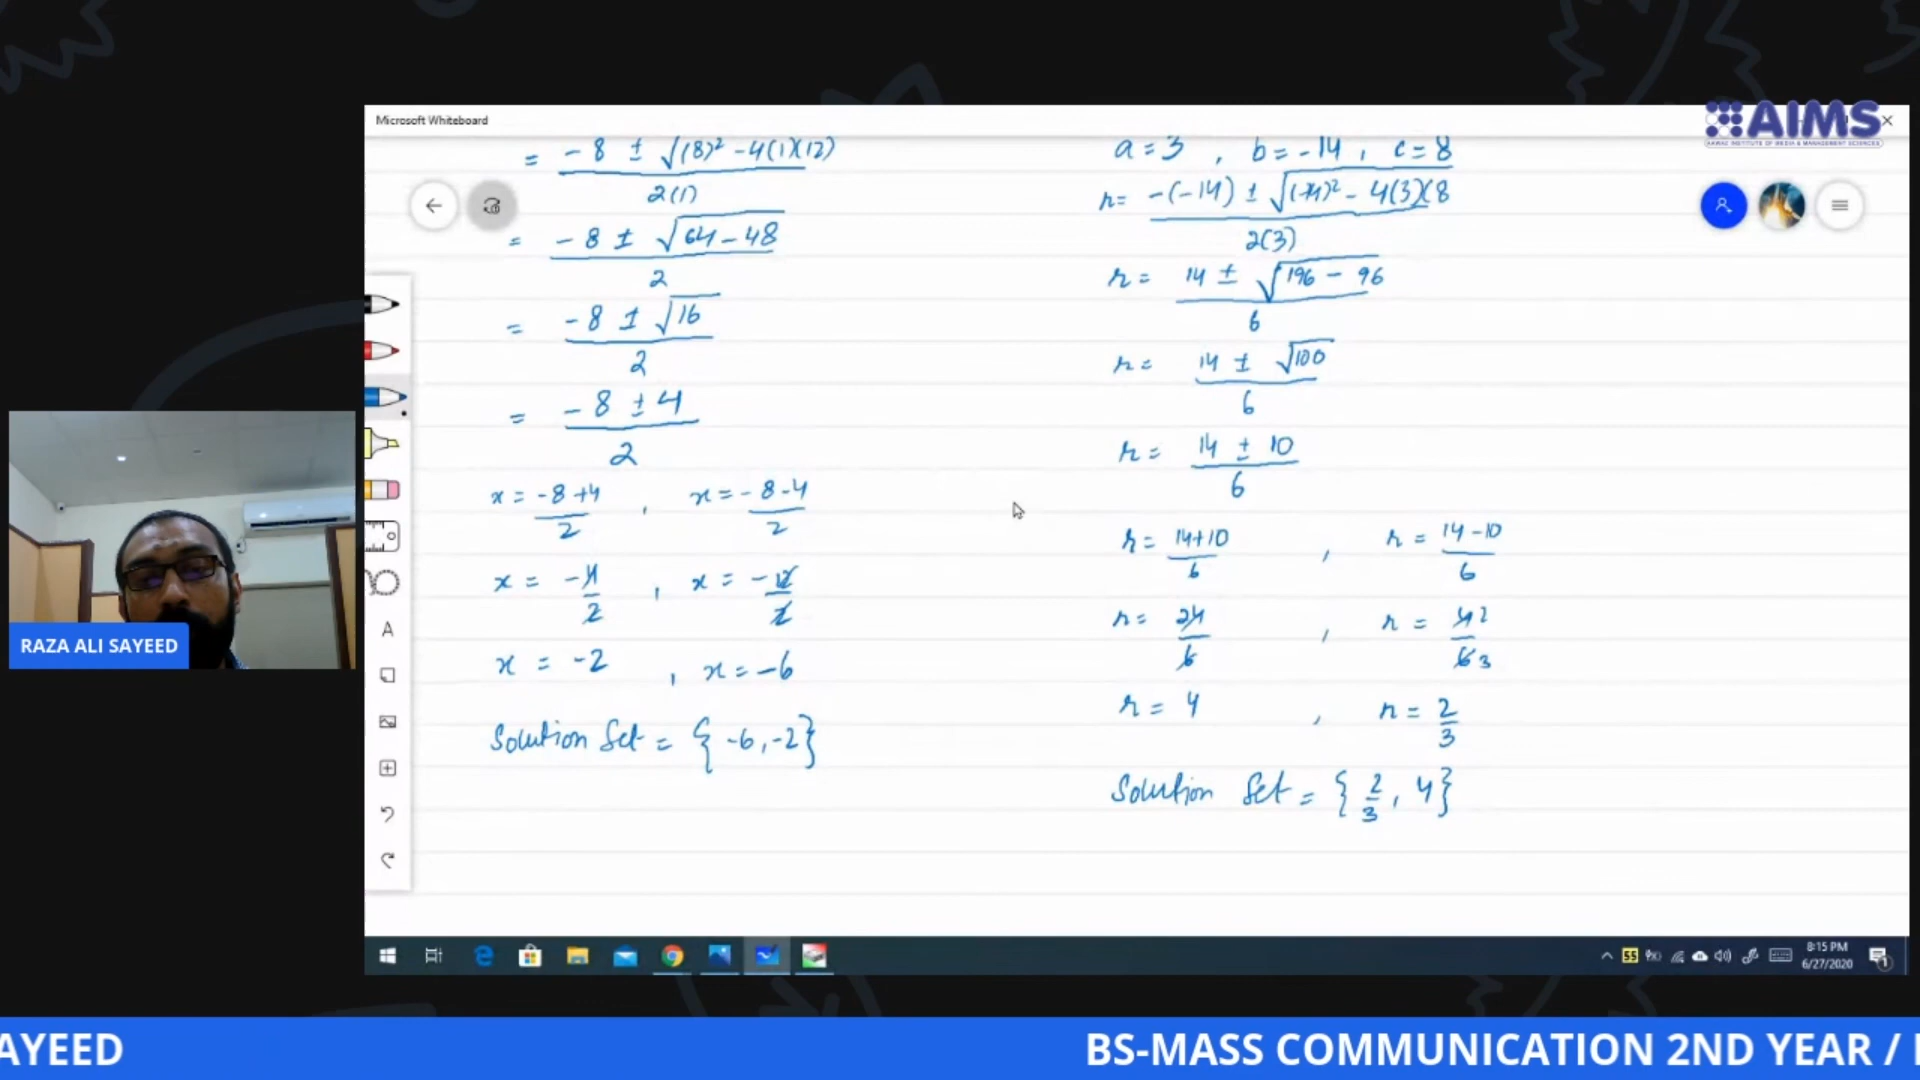 Microsoft Whiteboard
AIMS
= -8 ± √(8)² -4(1)(12)
2(1)
= -8 ± √64-48
2
= -8 ± √16
2
= -8 ± 4
2
x = -8+4 , x = -8-4
2 2
x = -4 , x = -12
2 2
x = -2 , x = -6
Solution Set = { -6, -2}
a = 3 , b = -14 , c = 8
r = -(-14) ± √(-14)² - 4(3)(8
2(3)
r = 14 ± √196 - 96
6
r = 14 ± √100
6
r = 14 ± 10
6
r = 14+10 , r = 14-10
6 6
r = 24 , r = 4 2
6 6 3
r = 4 , r = 2
3
Solution Set = { 2 , 4}
3
RAZA ALI SAYEED
A
55
8:15 PM
6/27/2020
1
AYEED
BS-MASS COMMUNICATION 2ND YEAR /